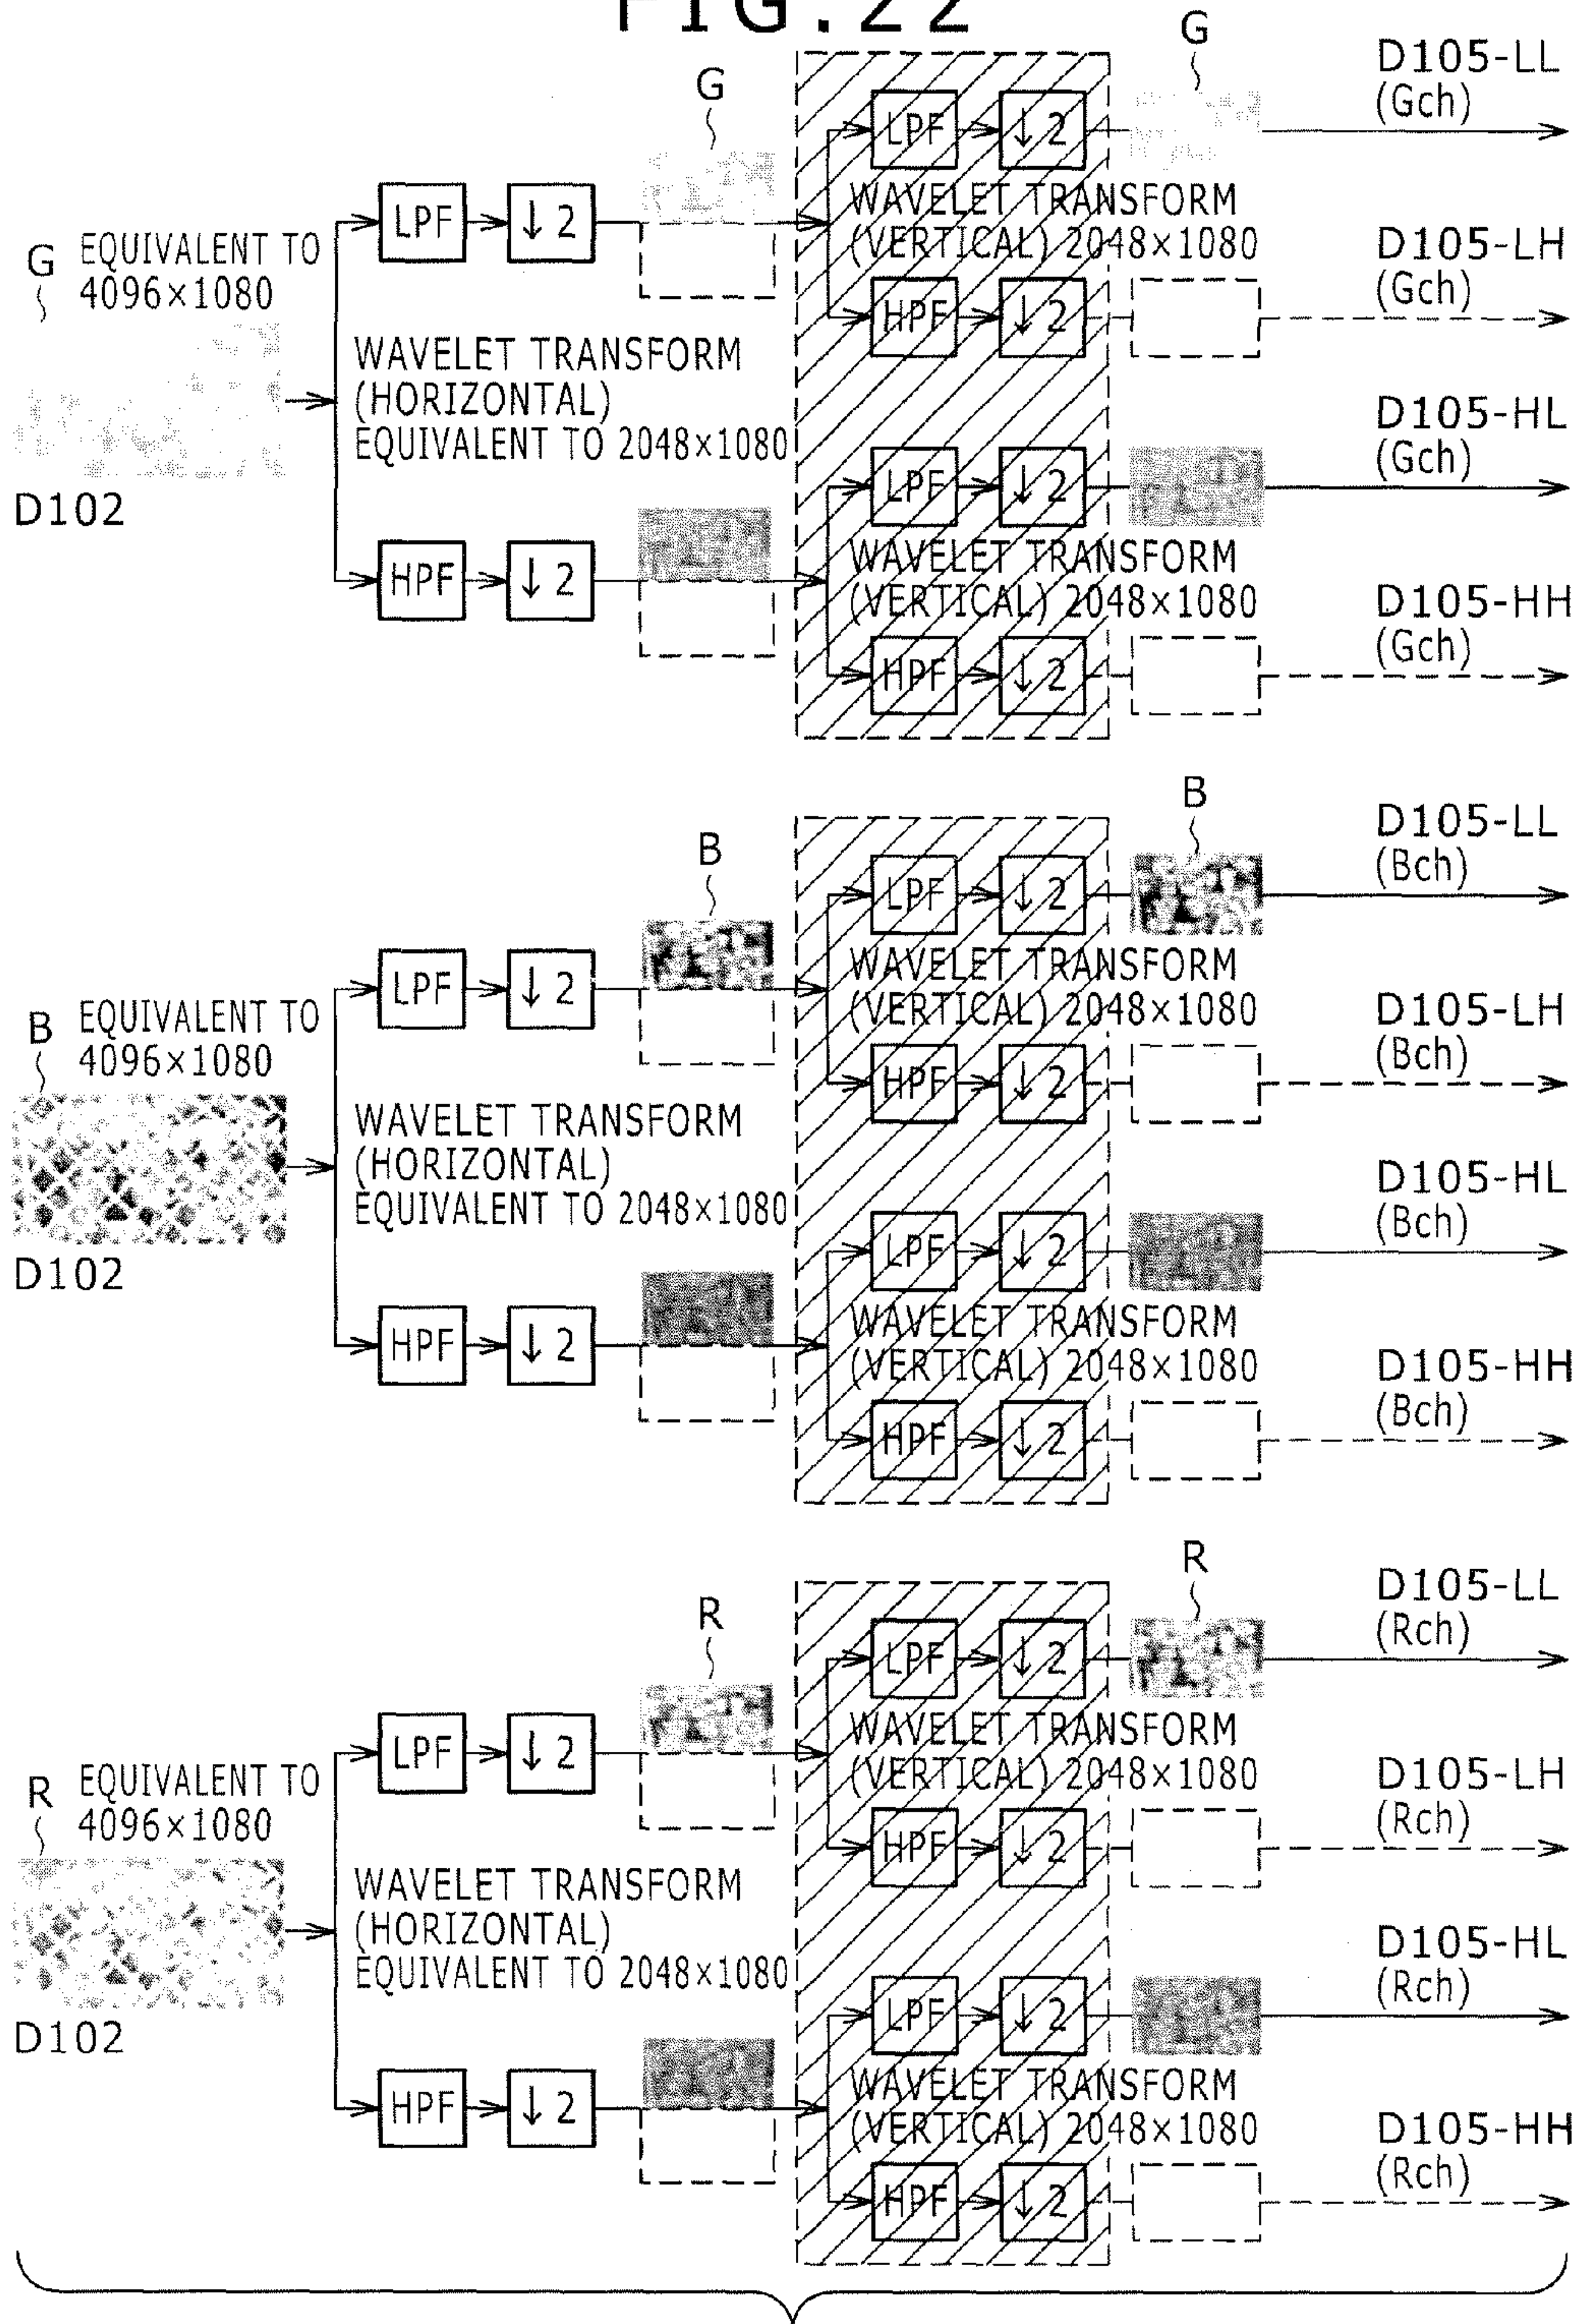 FIG.22
G
G
D105-LL
(Gch)
LPF
↓2
WAVELET TRANSFORM
(VERTICAL) 2048×1080
LPF
↓2
G
EQUIVALENT TO
4096×1080
D105-LH
(Gch)
HPF
↓2
WAVELET TRANSFORM
(HORIZONTAL)
EQUIVALENT TO 2048×1080
D105-HL
(Gch)
LPF
↓2
D102
WAVELET TRANSFORM
(VERTICAL) 2048×1080
HPF
↓2
D105-HH
(Gch)
HPF
↓2
B
B
D105-LL
(Bch)
LPF
↓2
WAVELET TRANSFORM
(VERTICAL) 2048×1080
LPF
↓2
B
EQUIVALENT TO
4096×1080
D105-LH
(Bch)
HPF
↓2
WAVELET TRANSFORM
(HORIZONTAL)
EQUIVALENT TO 2048×1080
D105-HL
(Bch)
LPF
↓2
D102
WAVELET TRANSFORM
(VERTICAL) 2048×1080
HPF
↓2
D105-HH
(Bch)
HPF
↓2
R
R
D105-LL
(Rch)
LPF
↓2
WAVELET TRANSFORM
(VERTICAL) 2048×1080
LPF
↓2
R
EQUIVALENT TO
4096×1080
D105-LH
(Rch)
HPF
↓2
WAVELET TRANSFORM
(HORIZONTAL)
EQUIVALENT TO 2048×1080
D105-HL
(Rch)
LPF
↓2
D102
WAVELET TRANSFORM
(VERTICAL) 2048×1080
HPF
↓2
D105-HH
(Rch)
HPF
↓2